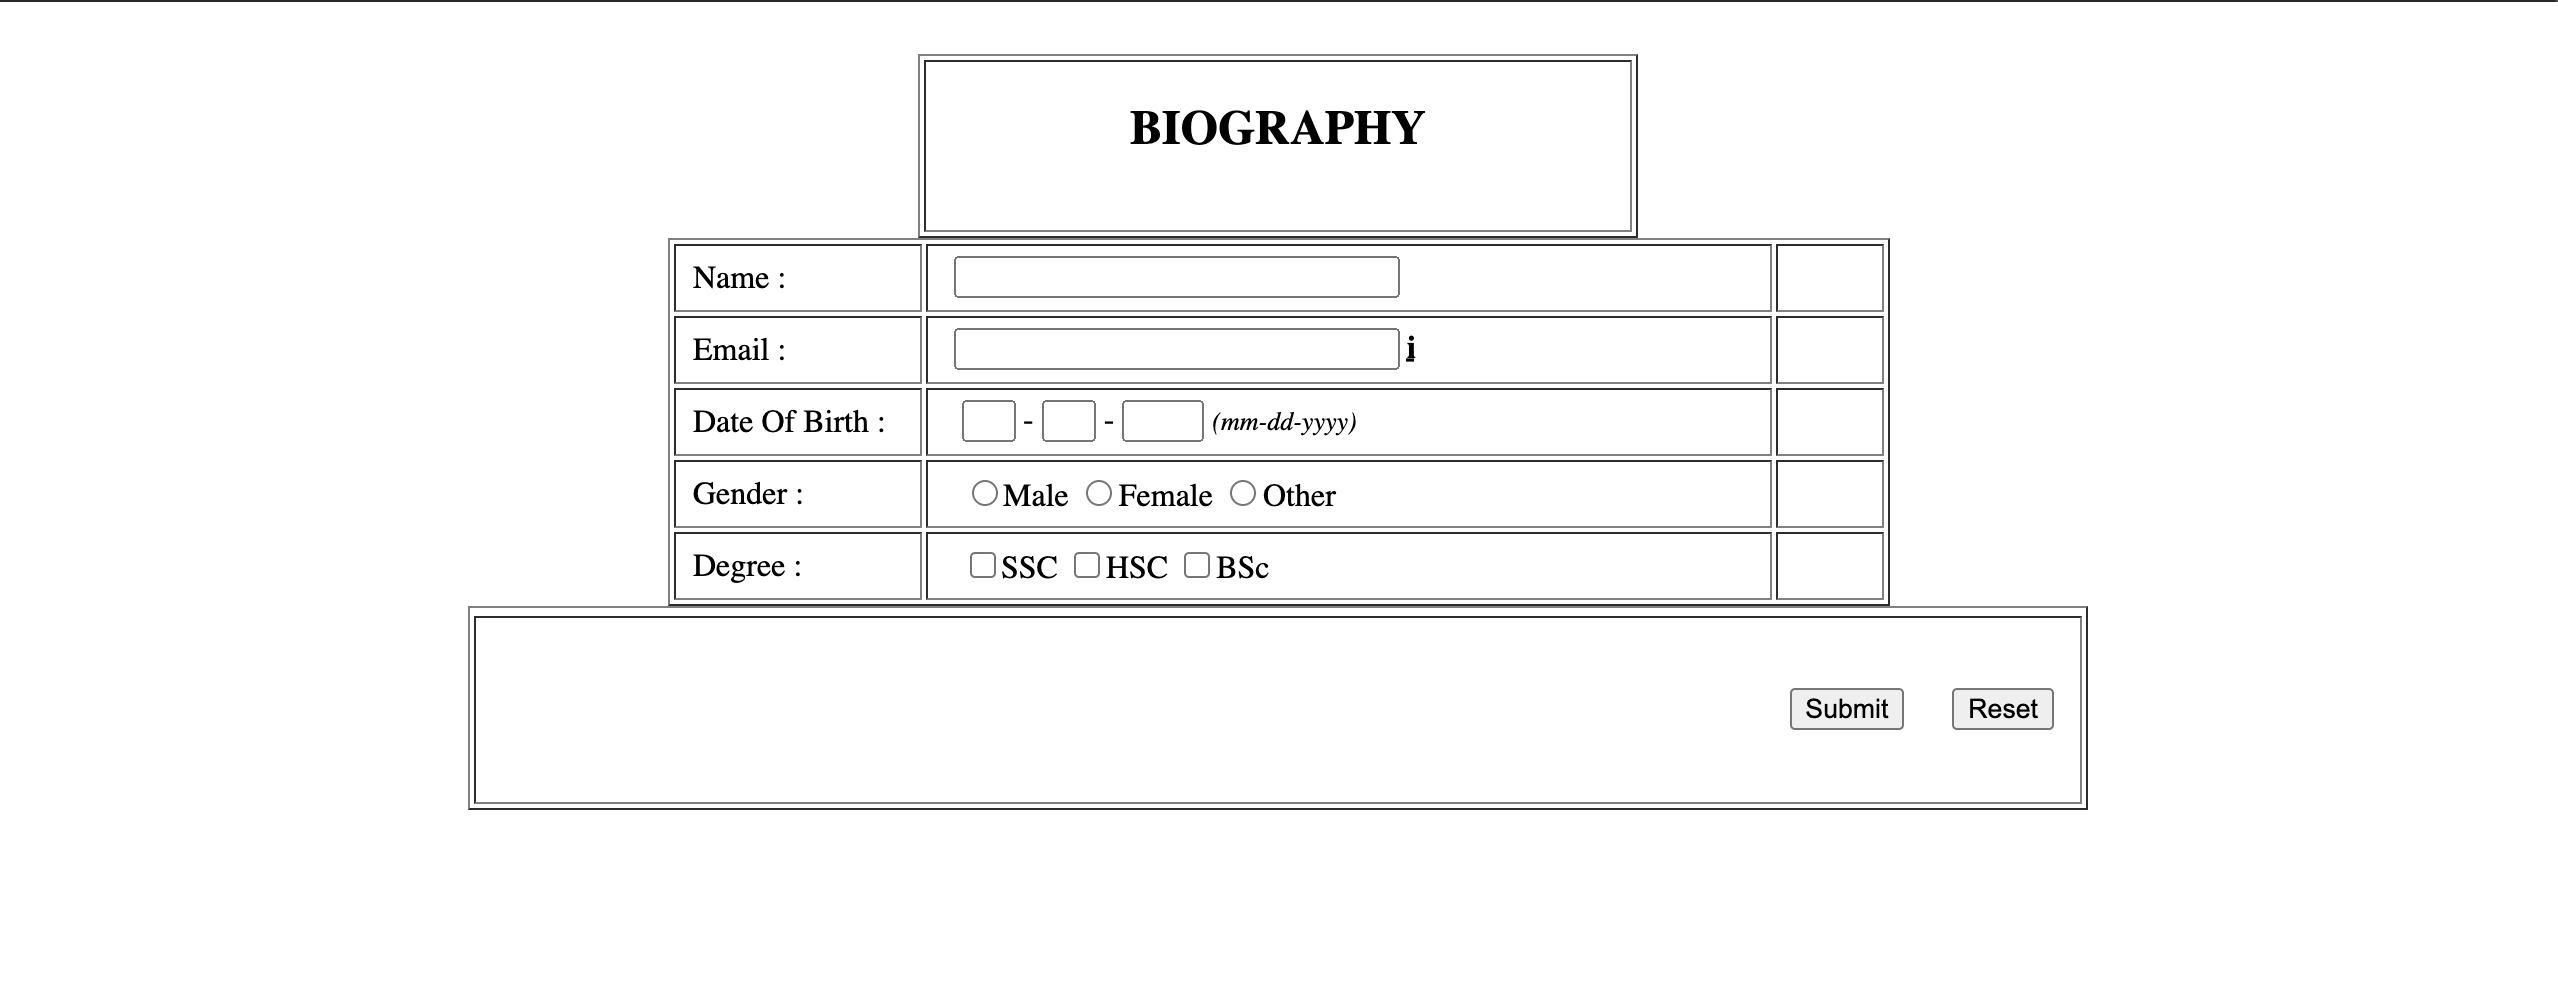 BIOGRAPHY
Name :
Email : i
Date Of Birth : - - (mm-dd-yyyy)
Gender : Male Female Other
Degree : SSC HSC BSc
Submit Reset